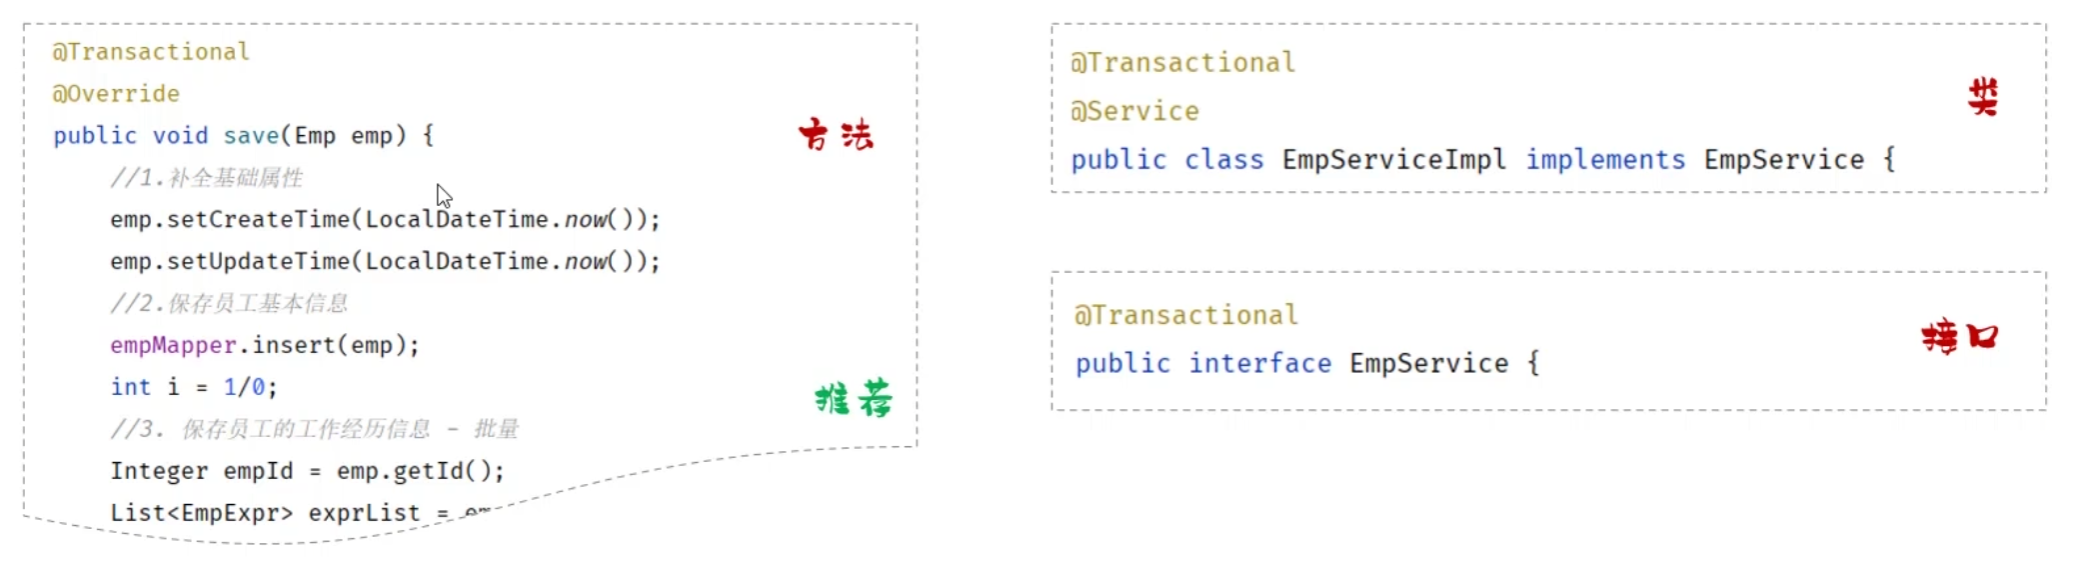 @Transactional
@Override
public void save(Emp emp) {
//1.补全基础属性
emp.setCreateTime(LocalDateTime.now());
emp.setUpdateTime(LocalDateTime.now());
//2.保存员工基本信息
empMapper.insert(emp);
int i = 1/0;
//3. 保存员工的工作经历信息 - 批量
Integer empId = emp.getId();
List<EmpExpr> exprList =
方法
推荐
@Transactional
@Service
public class EmpServiceImpl implements EmpService {
类
@Transactional
public interface EmpService {
接口